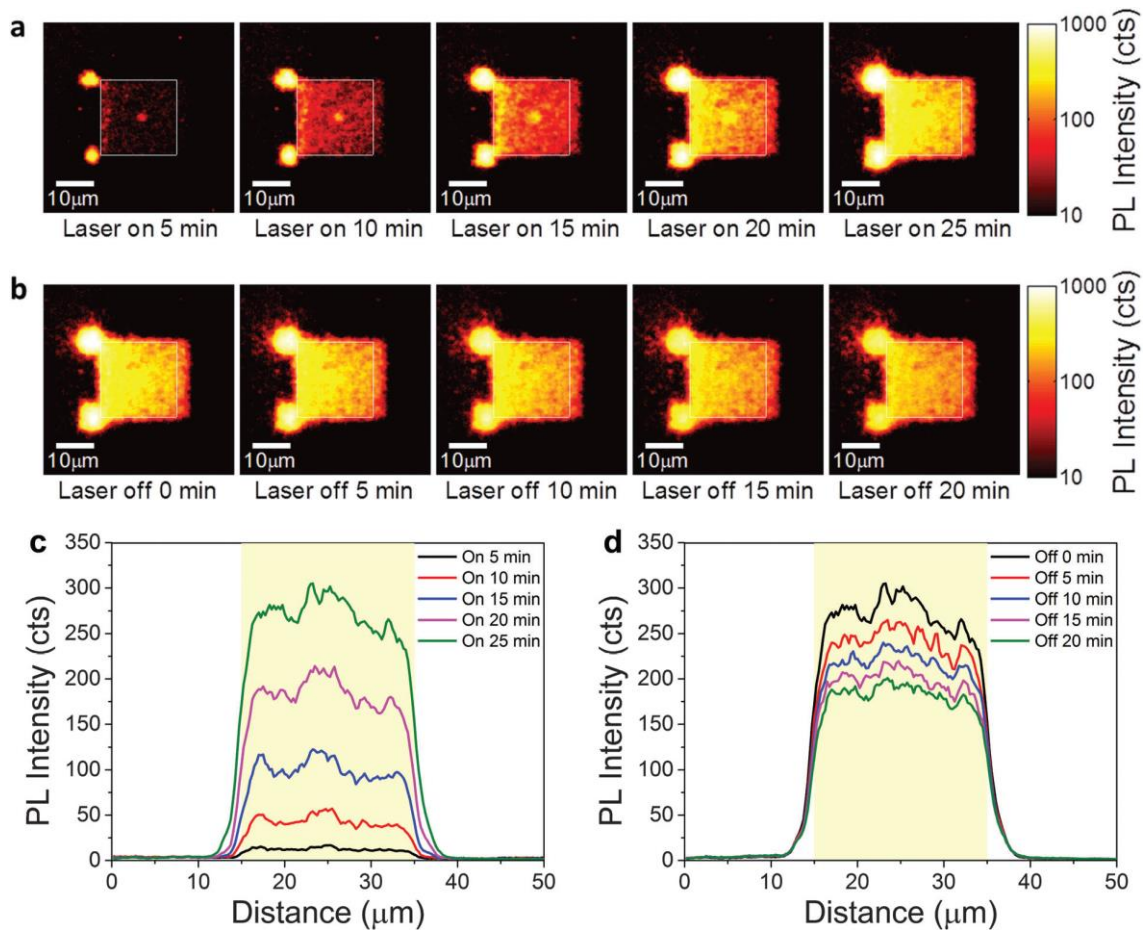 a
1000
100
10
PL Intensity (cts)
10μm
10μm
10μm
10μm
10μm
Laser on 5 min
Laser on 10 min
Laser on 15 min
Laser on 20 min
Laser on 25 min
b
1000
100
10
PL Intensity (cts)
10μm
10μm
10μm
10μm
10μm
Laser off 0 min
Laser off 5 min
Laser off 10 min
Laser off 15 min
Laser off 20 min
c
350
300
250
200
150
100
50
0
PL Intensity (cts)
On 5 min
On 10 min
On 15 min
On 20 min
On 25 min
0 10 20 30 40 50
Distance (μm)
d
350
300
250
200
150
100
50
0
PL Intensity (cts)
Off 0 min
Off 5 min
Off 10 min
Off 15 min
Off 20 min
0 10 20 30 40 50
Distance (μm)